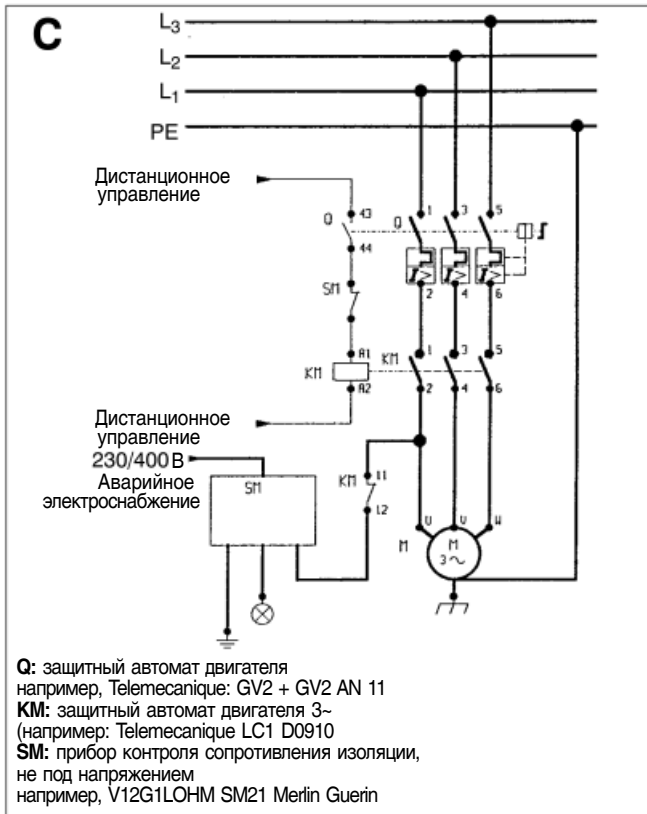 C
L3
L2
L1
PE
Дистанционное
управление
Q 43
44
Q 1 3 5
2 4 6
SM
A1
KM
A2
KM 1 3 5
2 4 6
Дистанционное
управление
230/400 В
Аварийное
электроснабжение
SM
KM 11
12
U V W
M
M
3~
Q: защитный автомат двигателя
например, Telemecanique: GV2 + GV2 AN 11
KM: защитный автомат двигателя 3~
(например: Telemecanique LC1 D0910
SM: прибор контроля сопротивления изоляции,
не под напряжением
например, V12G1LOHM SM21 Merlin Guerin